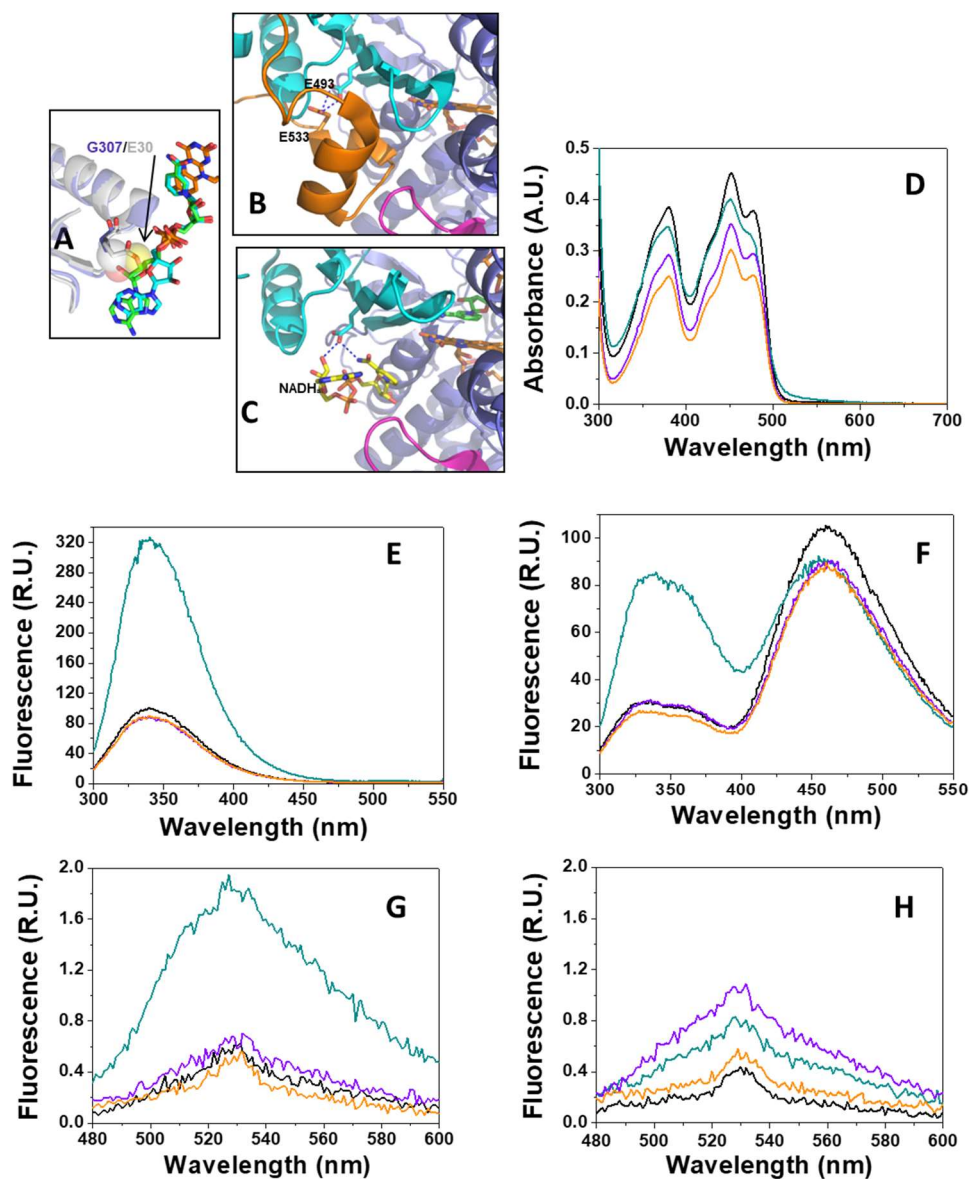 G307/E30
A
E493
E533
B
NADH
C
D
Absorbance (A.U.)
0.5
0.4
0.3
0.2
0.1
0.0
300 400 500 600 700
Wavelength (nm)
E
Fluorescence (R.U.)
320
280
240
200
160
120
80
40
0
300 350 400 450 500 550
Wavelength (nm)
F
Fluorescence (R.U.)
100
80
60
40
20
0
300 350 400 450 500 550
Wavelength (nm)
G
Fluorescence (R.U.)
2.0
1.6
1.2
0.8
0.4
0.0
480 500 520 540 560 580 600
Wavelength (nm)
H
Fluorescence (R.U.)
2.0
1.6
1.2
0.8
0.4
0.0
480 500 520 540 560 580 600
Wavelength (nm)